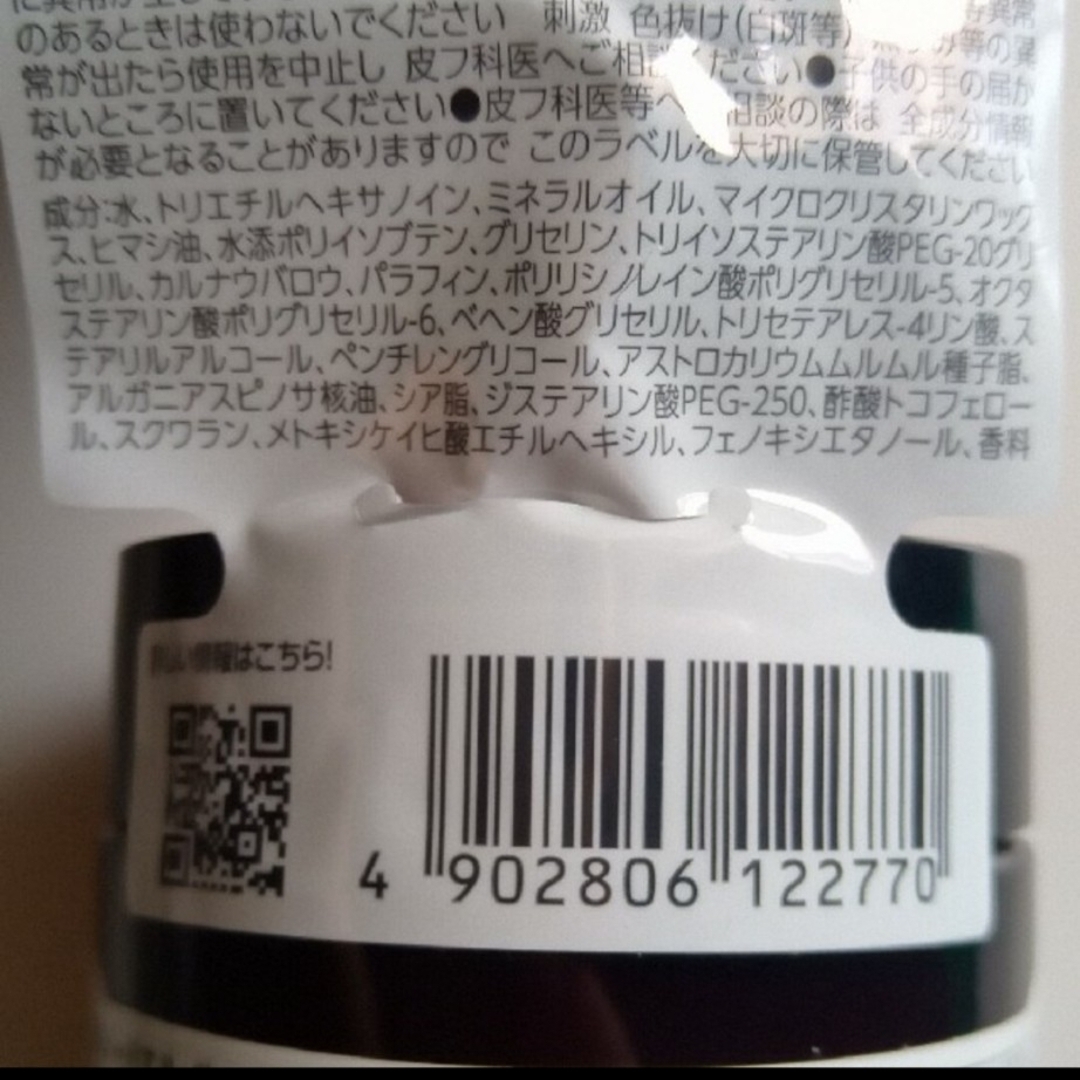 のあるときは使わないでください 刺激 色抜け(白斑等)
常が出たら使用を中止し 皮フ科医へご相談ください●子供の手の届か
ないところに置いてください●皮フ科医等へ 相談の際は 全成分情報
が必要となることがありますので このラベルを大切に保管してください
成分:水、トリエチルヘキサノイン、ミネラルオイル、マイクロクリスタリンワック
ス、ヒマシ油、水添ポリイソブテン、グリセリン、トリイソステアリン酸PEG-20グリ
セリル、カルナウバロウ、パラフィン、ポリリシノレイン酸ポリグリセリル-5、オクタ
ステアリン酸ポリグリセリル-6、ベヘン酸グリセリル、トリセテアレス-4リン酸、ス
テアリルアルコール、ペンチレングリコール、アストロカリウムムルムル種子脂、
アルガニアスピノサ核油、シア脂、ジステアリン酸PEG-250、酢酸トコフェロー
ル、スクワラン、メトキシケイヒ酸エチルヘキシル、フェノキシエタノール、香料
情報はこちら!
4 902806 122770